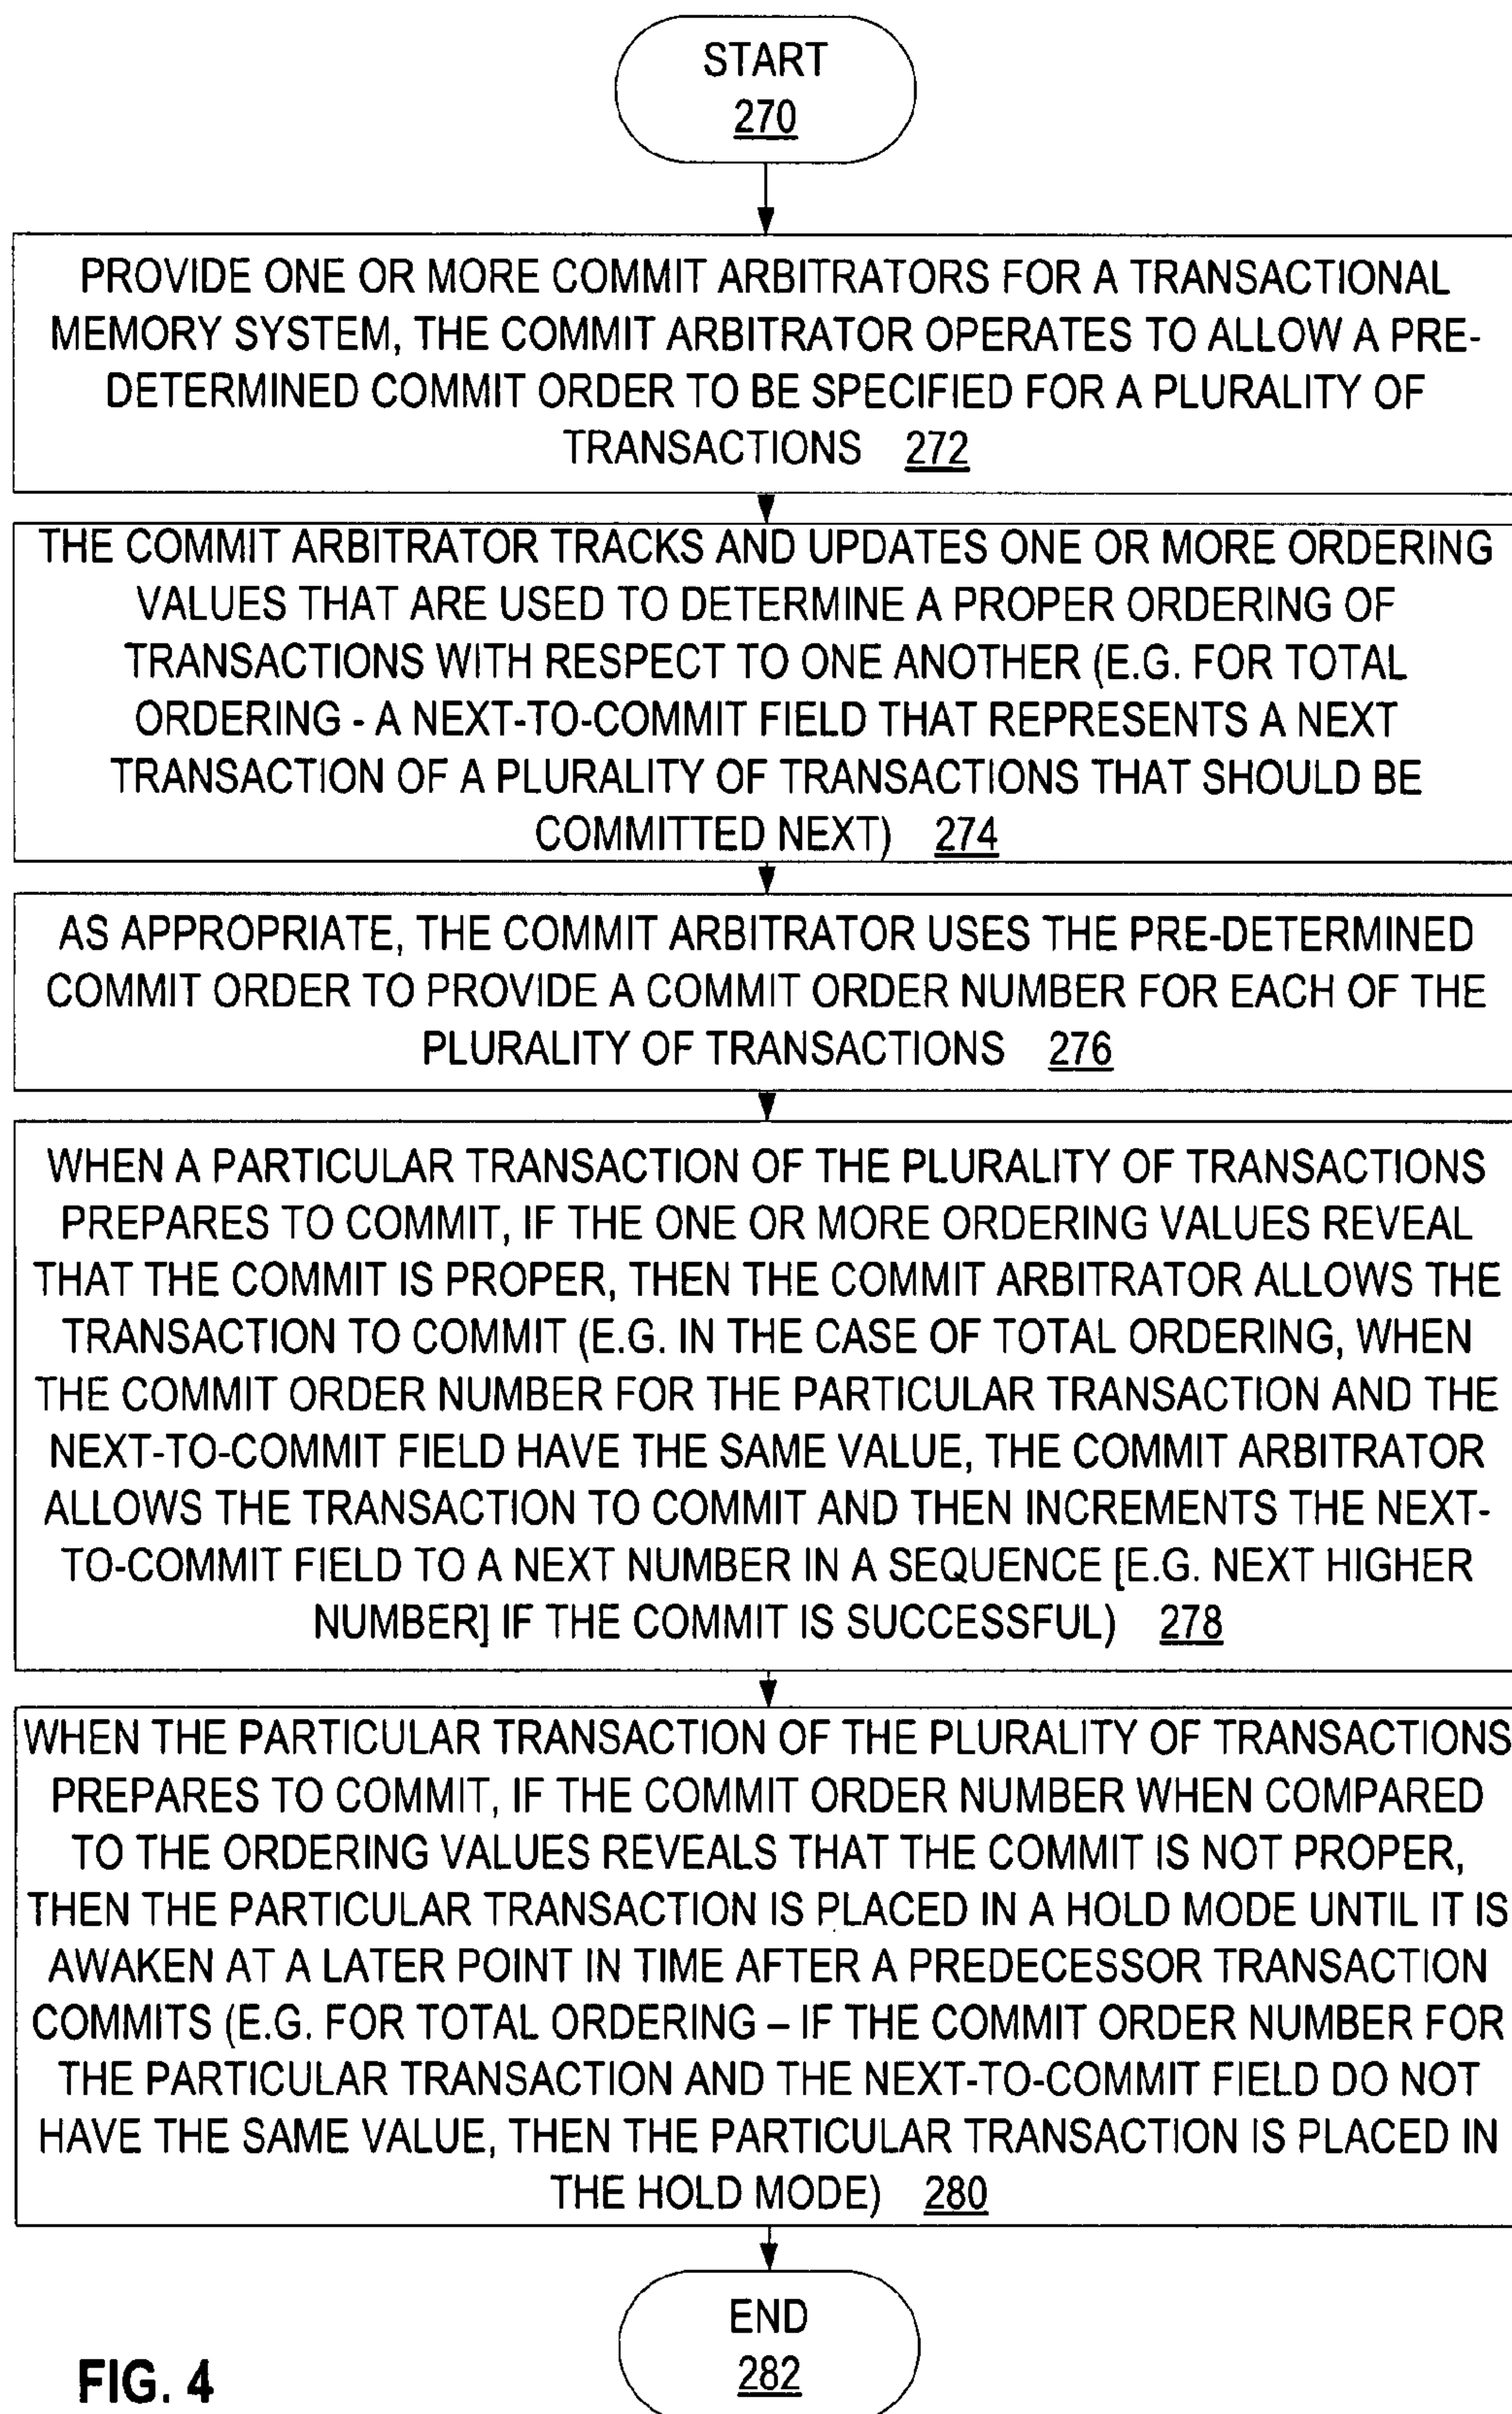 START
270
PROVIDE ONE OR MORE COMMIT ARBITRATORS FOR A TRANSACTIONAL
MEMORY SYSTEM, THE COMMIT ARBITRATOR OPERATES TO ALLOW A PRE-
DETERMINED COMMIT ORDER TO BE SPECIFIED FOR A PLURALITY OF
TRANSACTIONS 272
THE COMMIT ARBITRATOR TRACKS AND UPDATES ONE OR MORE ORDERING
VALUES THAT ARE USED TO DETERMINE A PROPER ORDERING OF
TRANSACTIONS WITH RESPECT TO ONE ANOTHER (E.G. FOR TOTAL
ORDERING - A NEXT-TO-COMMIT FIELD THAT REPRESENTS A NEXT
TRANSACTION OF A PLURALITY OF TRANSACTIONS THAT SHOULD BE
COMMITTED NEXT) 274
AS APPROPRIATE, THE COMMIT ARBITRATOR USES THE PRE-DETERMINED
COMMIT ORDER TO PROVIDE A COMMIT ORDER NUMBER FOR EACH OF THE
PLURALITY OF TRANSACTIONS 276
WHEN A PARTICULAR TRANSACTION OF THE PLURALITY OF TRANSACTIONS
PREPARES TO COMMIT, IF THE ONE OR MORE ORDERING VALUES REVEAL
THAT THE COMMIT IS PROPER, THEN THE COMMIT ARBITRATOR ALLOWS THE
TRANSACTION TO COMMIT (E.G. IN THE CASE OF TOTAL ORDERING, WHEN
THE COMMIT ORDER NUMBER FOR THE PARTICULAR TRANSACTION AND THE
NEXT-TO-COMMIT FIELD HAVE THE SAME VALUE, THE COMMIT ARBITRATOR
ALLOWS THE TRANSACTION TO COMMIT AND THEN INCREMENTS THE NEXT-
TO-COMMIT FIELD TO A NEXT NUMBER IN A SEQUENCE [E.G. NEXT HIGHER
NUMBER] IF THE COMMIT IS SUCCESSFUL) 278
WHEN THE PARTICULAR TRANSACTION OF THE PLURALITY OF TRANSACTIONS
PREPARES TO COMMIT, IF THE COMMIT ORDER NUMBER WHEN COMPARED
TO THE ORDERING VALUES REVEALS THAT THE COMMIT IS NOT PROPER,
THEN THE PARTICULAR TRANSACTION IS PLACED IN A HOLD MODE UNTIL IT IS
AWAKEN AT A LATER POINT IN TIME AFTER A PREDECESSOR TRANSACTION
COMMITS (E.G. FOR TOTAL ORDERING – IF THE COMMIT ORDER NUMBER FOR
THE PARTICULAR TRANSACTION AND THE NEXT-TO-COMMIT FIELD DO NOT
HAVE THE SAME VALUE, THEN THE PARTICULAR TRANSACTION IS PLACED IN
THE HOLD MODE) 280
END
282
FIG. 4